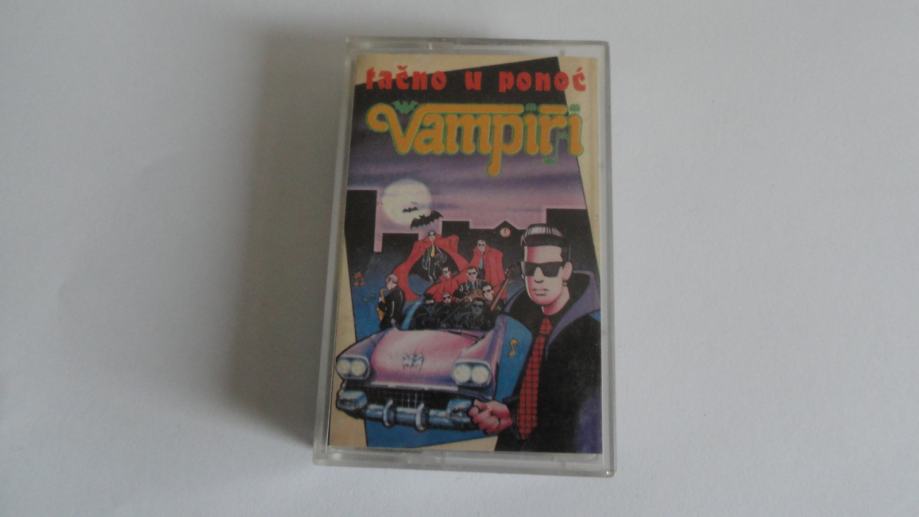 tačno u ponoć
Vampiri